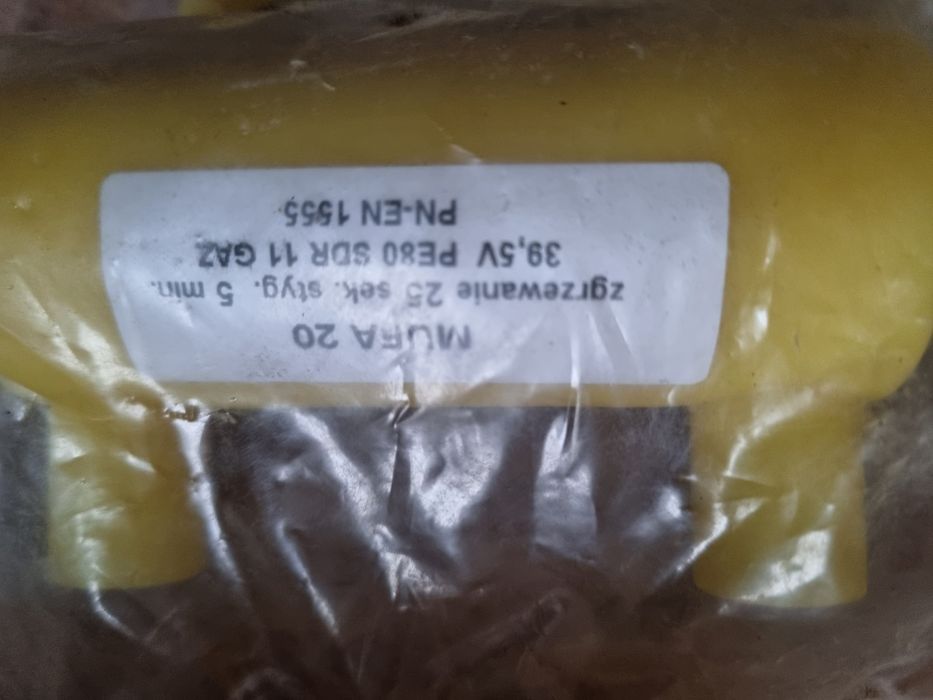 MUFA 20
zgrzewanie 25 sek. styg. 5 min.
39,5V PE80 SDR 11 GAZ
PN-EN 1555